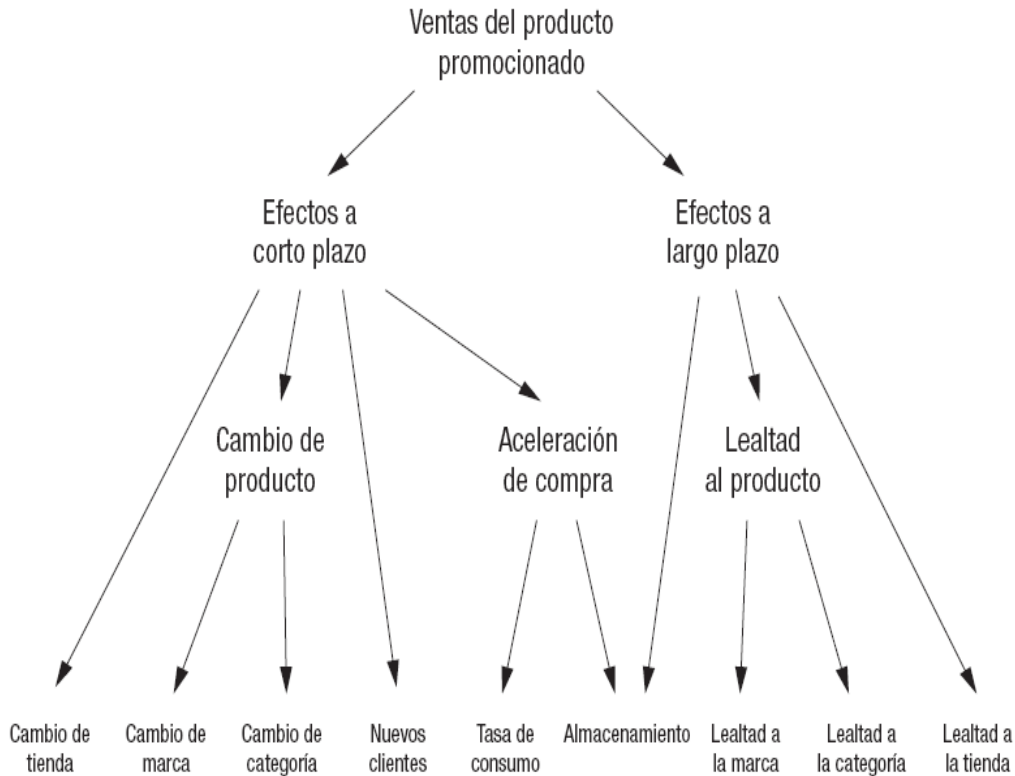 Ventas del producto
promocionado
Efectos a
corto plazo
Efectos a
largo plazo
Cambio de
producto
Aceleración
de compra
Lealtad
al producto
Cambio de
tienda
Cambio de
marca
Cambio de
categoría
Nuevos
clientes
Tasa de
consumo
Almacenamiento
Lealtad a
la marca
Lealtad a
la categoría
Lealtad a
la tienda